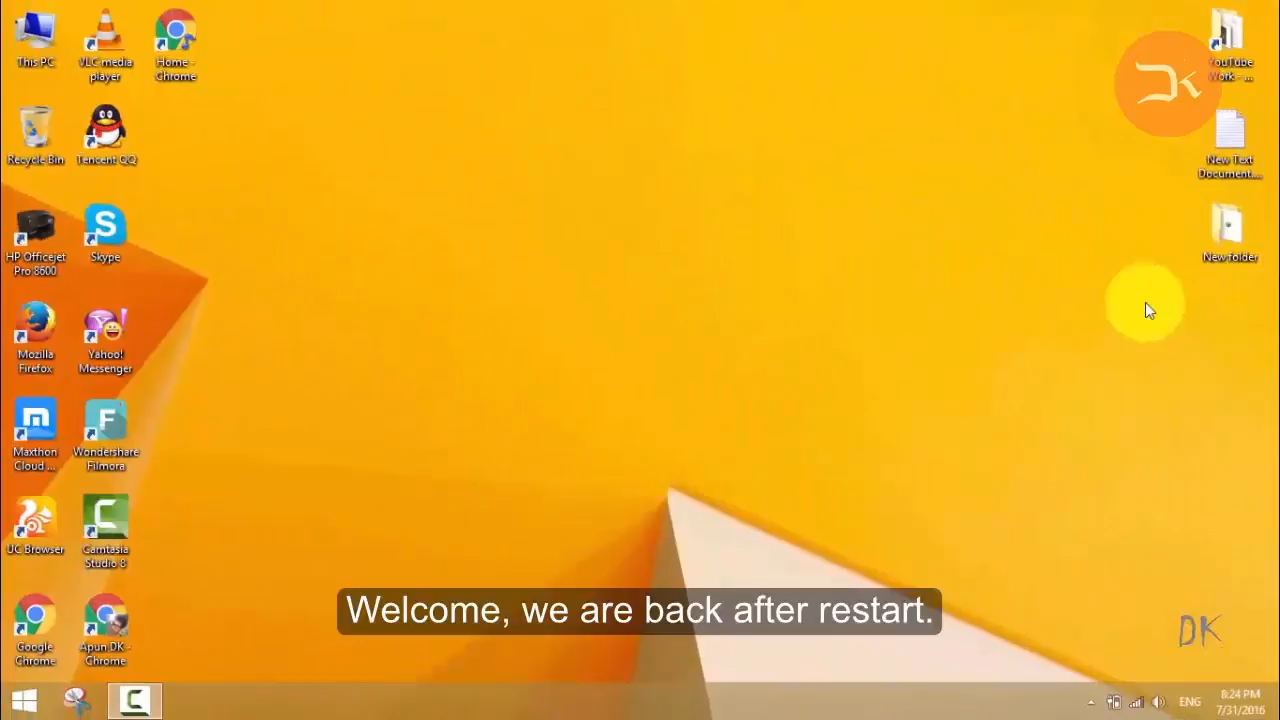 This PC
VLC media
player
Home -
Chrome
YouTube
Work - ...
DK
Recycle Bin
Tencent QQ
New Text
Document....
HP Officejet
Pro 8600
Skype
New folder
Mozilla
Firefox
Yahoo!
Messenger
Maxthon
Cloud ...
Wondershare
Filmora
UC Browser
Camtasia
Studio 8
Google
Chrome
Apun DK -
Chrome
Welcome, we are back after restart.
DK
ENG
8:24 PM
7/31/2016